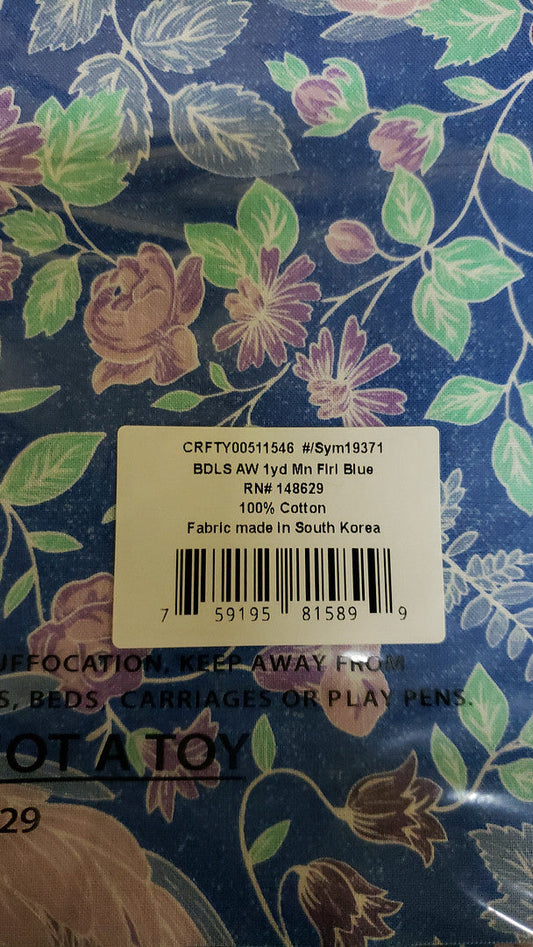 CRFTY00511546 #/Sym19371
BDLS AW 1yd Mn Flrl Blue
RN# 148629
100% Cotton
Fabric made in South Korea
7 59195 81589 9
UFFOCATION, KEEP AWAY FROM
S, BEDS, CARRIAGES OR PLAY PENS.
OT A TOY
29